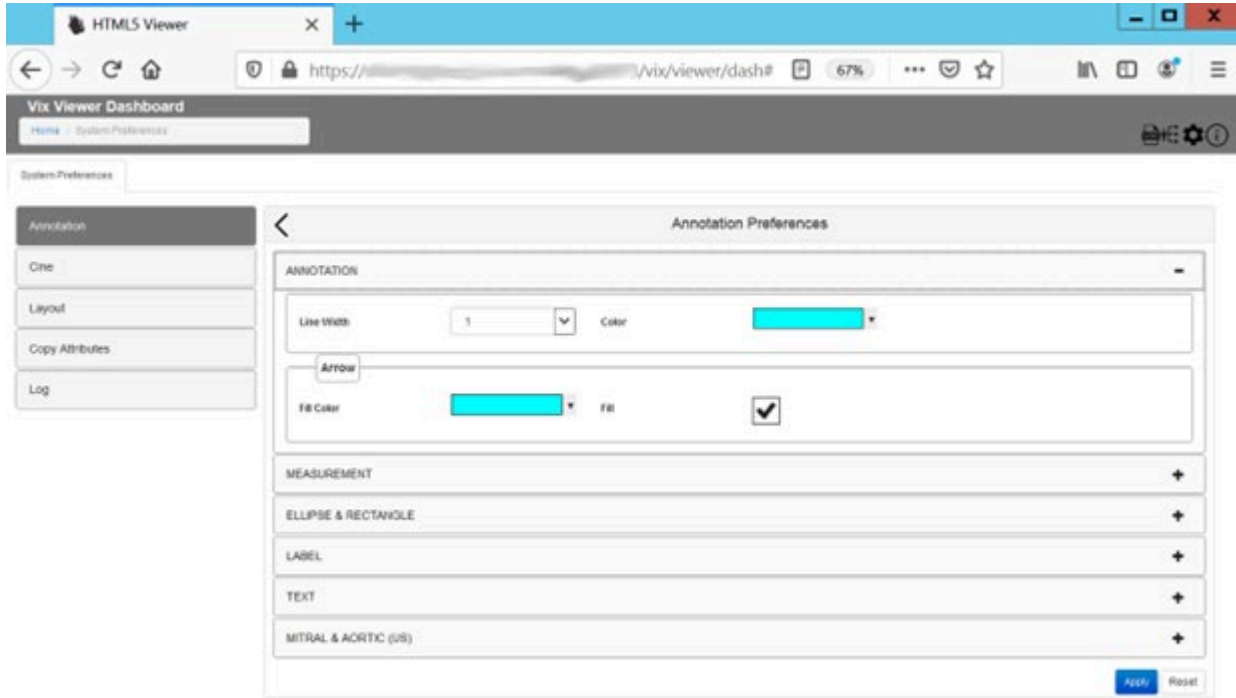 HTML5 Viewer
https:// /vix/viewer/dash# 67%
Vix Viewer Dashboard
Home / System Preferences
System Preferences
Annotation
Cine
Layout
Copy Attributes
Log
Annotation Preferences
ANNOTATION
Line Width 1 Color
Arrow
Fill Color Fill
MEASUREMENT
ELLIPSE & RECTANGLE
LABEL
TEXT
MITRAL & AORTIC (US)
Apply Reset